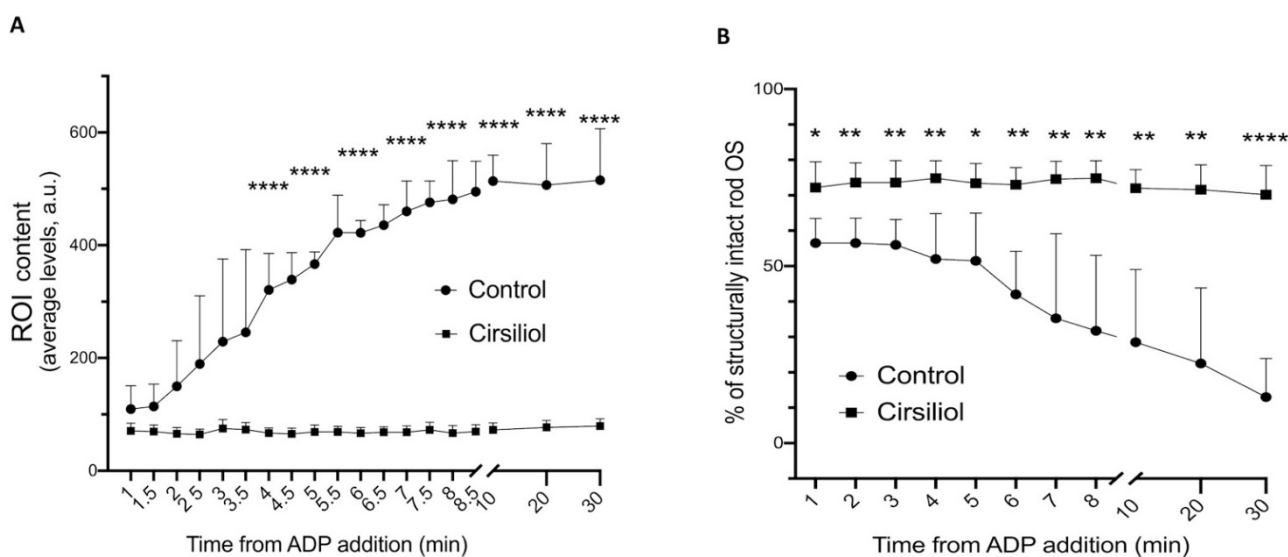 A
ROI content
(average levels, a.u.)
600
400
200
0
**** **** **** **** **** **** **** ****
Control
Cirsiliol
1 1.5 2 2.5 3 3.5 4 4.5 5 5.5 6 6.5 7 7.5 8 8.5 10 20 30
Time from ADP addition (min)
B
% of structurally intact rod OS
100
50
0
* ** ** ** * ** ** ** ** ** ****
Control
Cirsiliol
1 2 3 4 5 6 7 8 10 20 30
Time from ADP addition (min)